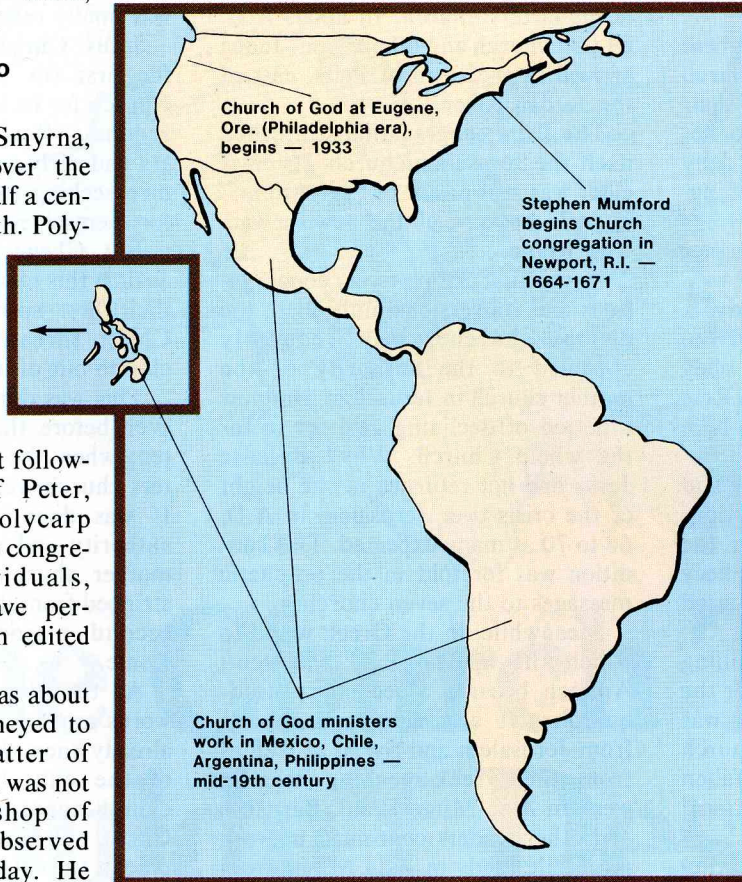 o
Smyrna,
over the
alf a cen-
th. Poly-
t follow-
f Peter,
olycarp
congre-
viduals,
ave per-
n edited
as about
neyed to
atter of
was not
shop of
bserved
day. He
Church of God at Eugene,
Ore. (Philadelphia era),
begins — 1933
Stephen Mumford
begins Church
congregation in
Newport, R.I. —
1664-1671
Church of God ministers
work in Mexico, Chile,
Argentina, Philippines —
mid-19th century